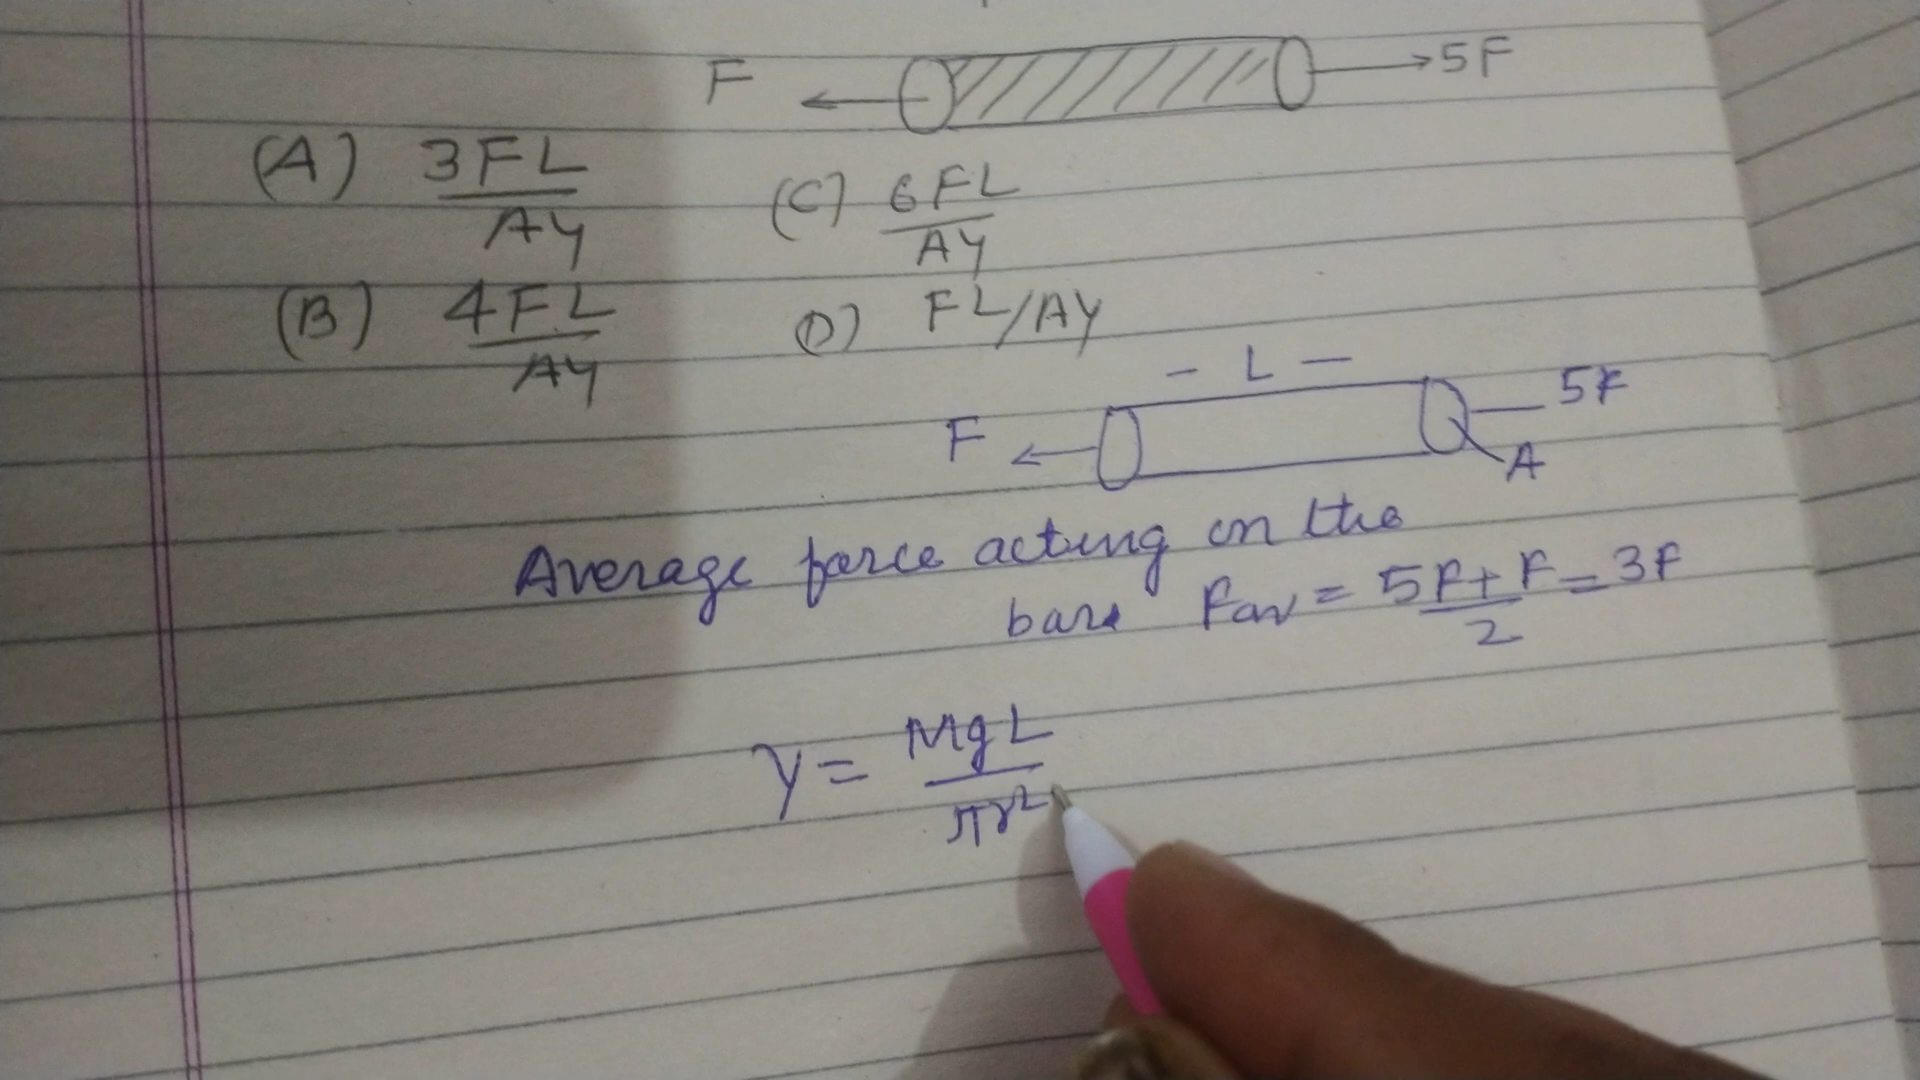 F 5F
(A) 3FL/AY (C) 6FL/AY
(B) 4FL/AY D) FL/AY
- L -
F 5F
A
Average force acting on the
bar Fav = 5F+F/2 = 3F
Y = MgL/πr²